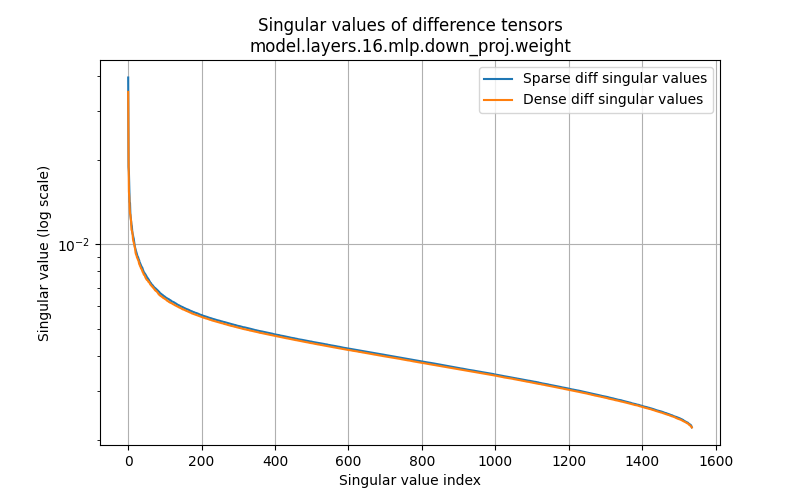 Singular values of difference tensors
model.layers.16.mlp.down_proj.weight
Sparse diff singular values
Dense diff singular values
Singular value (log scale)
10⁻²
0 200 400 600 800 1000 1200 1400 1600
Singular value index